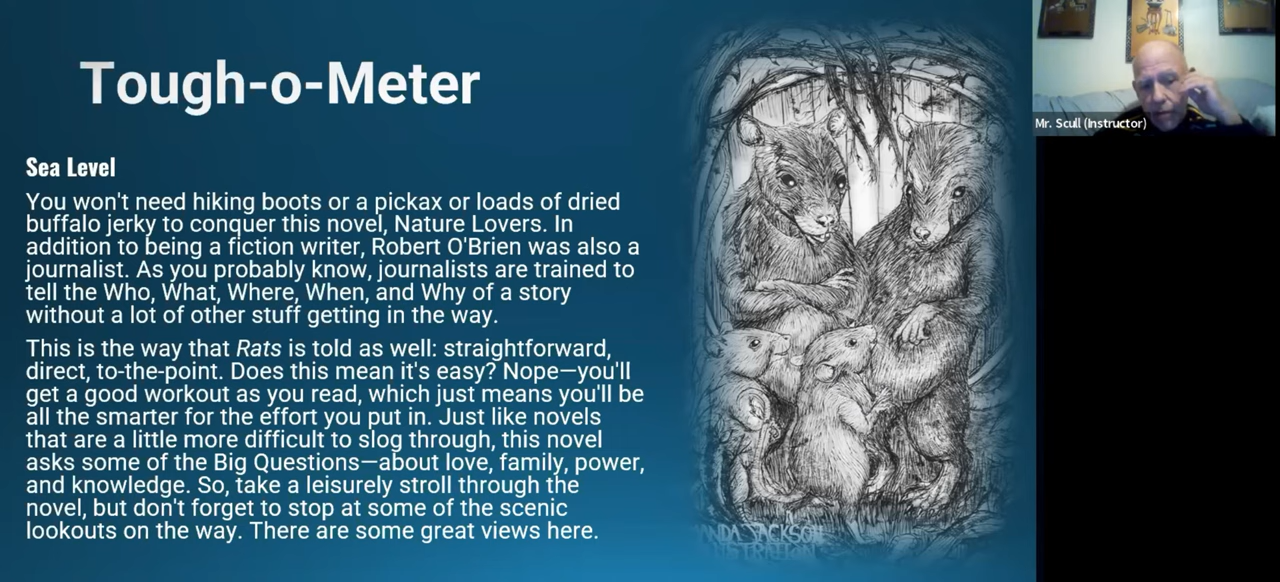 Tough-o-Meter
Sea Level
You won't need hiking boots or a pickax or loads of dried
buffalo jerky to conquer this novel, Nature Lovers. In
addition to being a fiction writer, Robert O'Brien was also a
journalist. As you probably know, journalists are trained to
tell the Who, What, Where, When, and Why of a story
without a lot of other stuff getting in the way.
This is the way that Rats is told as well: straightforward,
direct, to-the-point. Does this mean it's easy? Nope—you'll
get a good workout as you read, which just means you'll be
all the smarter for the effort you put in. Just like novels
that are a little more difficult to slog through, this novel
asks some of the Big Questions—about love, family, power,
and knowledge. So, take a leisurely stroll through the
novel, but don't forget to stop at some of the scenic
lookouts on the way. There are some great views here.
JACKSON
Mr. Scull (Instructor)